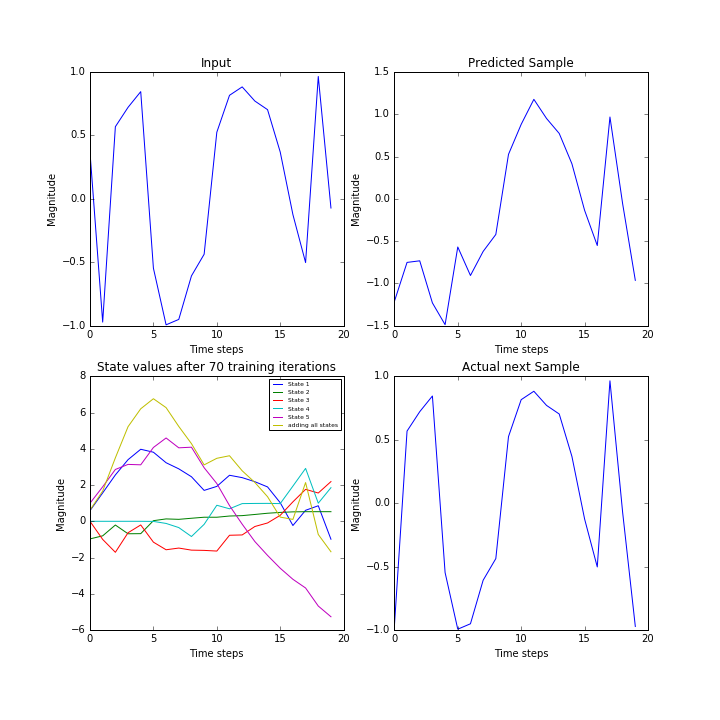 Input
Magnitude
1.0
0.5
0.0
−0.5
−1.0
0 5 10 15 20
Time steps
Predicted Sample
Magnitude
1.5
1.0
0.5
0.0
−0.5
−1.0
−1.5
0 5 10 15 20
Time steps
State values after 70 training iterations
Magnitude
8
6
4
2
0
−2
−4
−6
0 5 10 15 20
Time steps
State 1
State 2
State 3
State 4
State 5
adding all states
Actual next Sample
Magnitude
1.0
0.5
0.0
−0.5
−1.0
0 5 10 15 20
Time steps